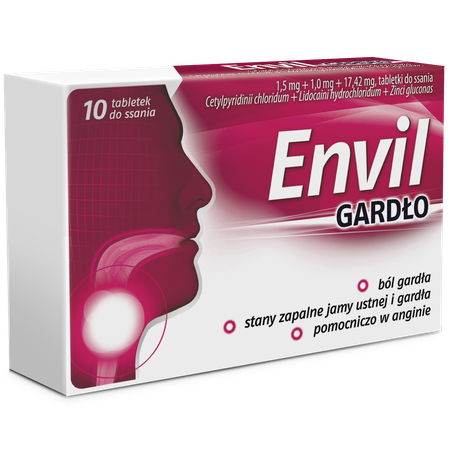 10 tabletek
do ssania
Envil
1,5 mg + 1,0 mg + 17,42 mg, tabletki do ssania
Cetylpyridinii chloridum + Lidocaini hydrochloridum + Zinci gluconas
Envil
GARDŁO
ból gardła
stany zapalne jamy ustnej i gardła
pomocniczo w anginie